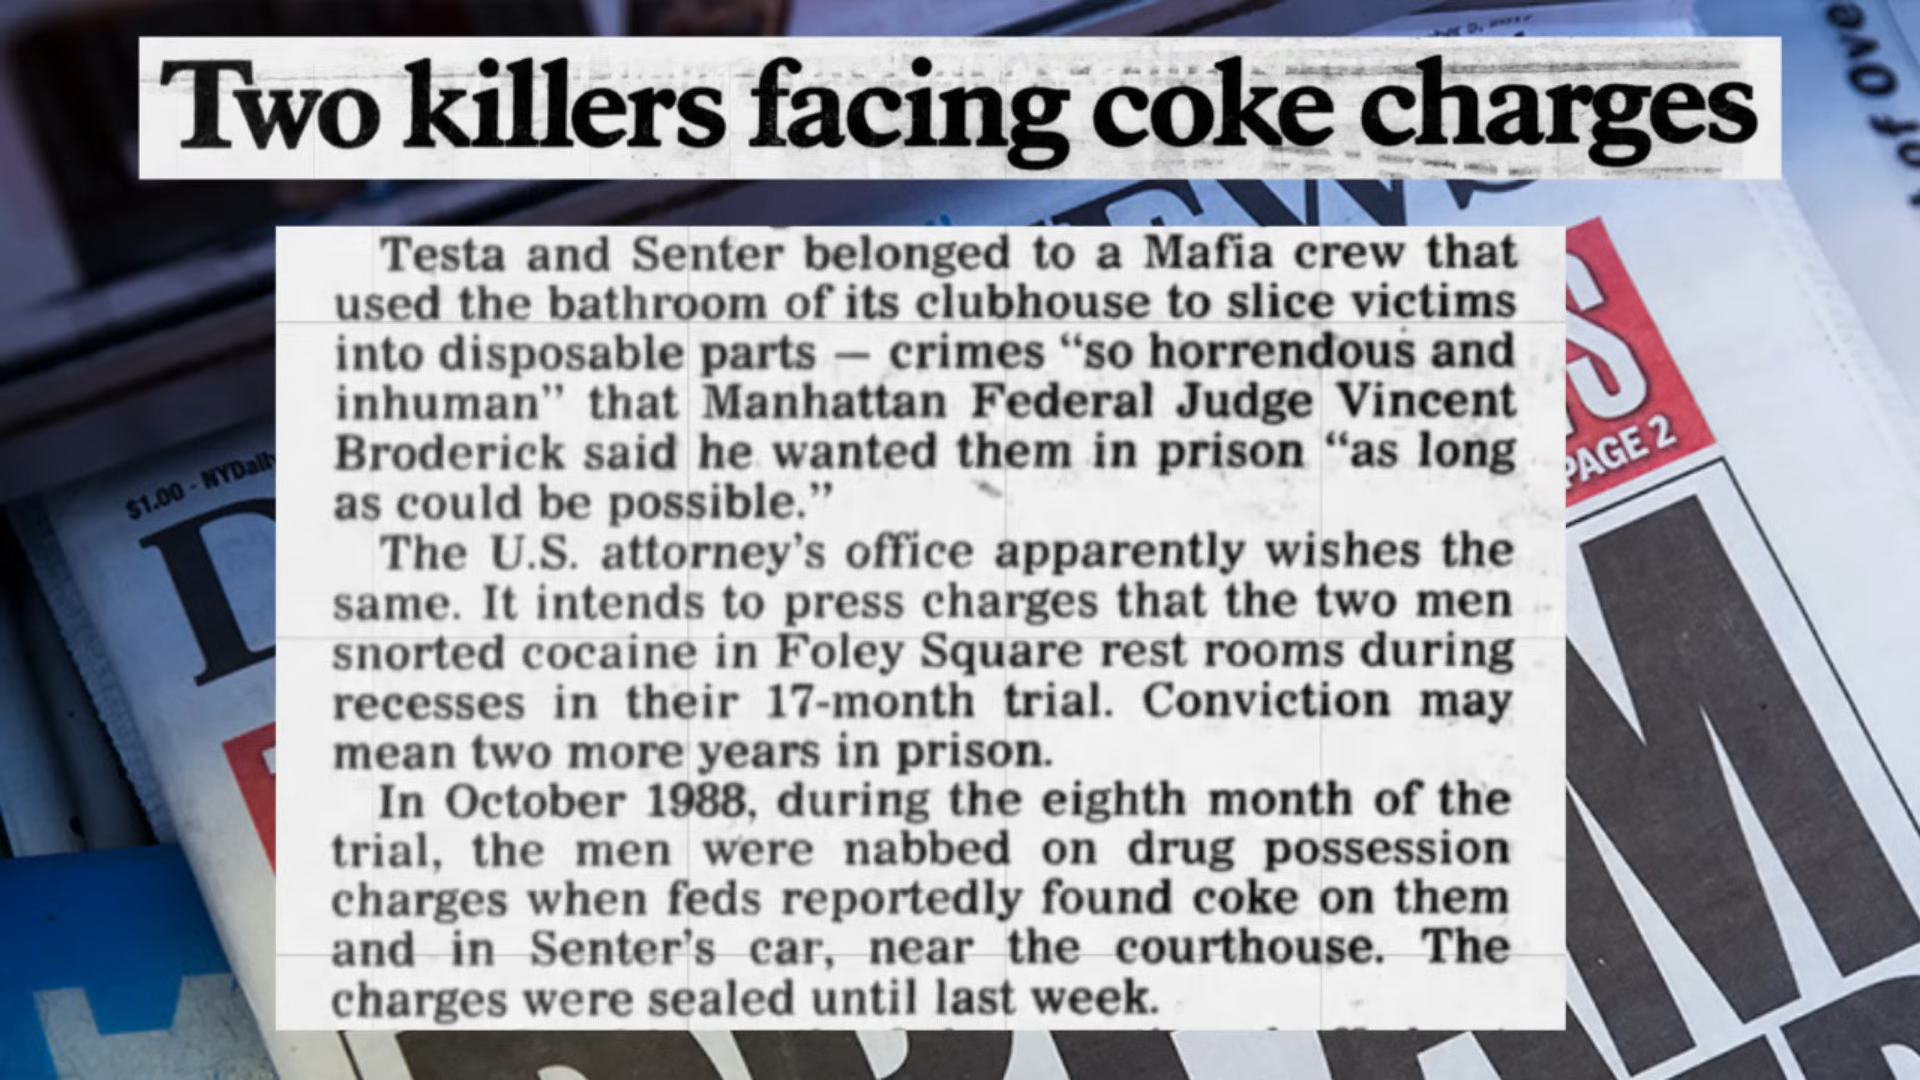 Two killers facing coke charges
Testa and Senter belonged to a Mafia crew that
used the bathroom of its clubhouse to slice victims
into disposable parts — crimes “so horrendous and
inhuman” that Manhattan Federal Judge Vincent
Broderick said he wanted them in prison “as long
as could be possible.”
The U.S. attorney’s office apparently wishes the
same. It intends to press charges that the two men
snorted cocaine in Foley Square rest rooms during
recesses in their 17-month trial. Conviction may
mean two more years in prison.
In October 1988, during the eighth month of the
trial, the men were nabbed on drug possession
charges when feds reportedly found coke on them
and in Senter’s car, near the courthouse. The
charges were sealed until last week.
$1.00 - NYDaily
PAGE 2